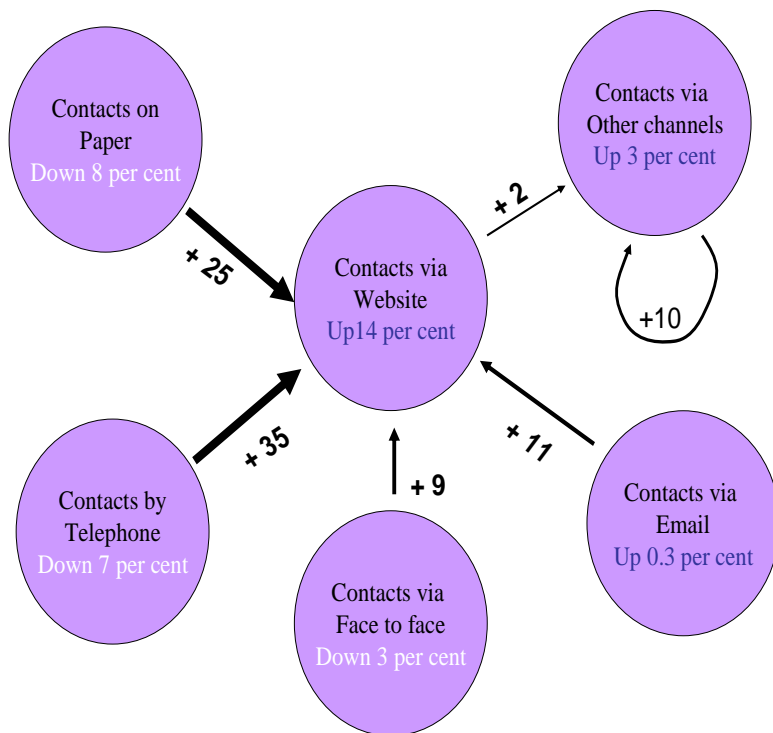 Contacts on
Paper
Down 8 per cent
Contacts via
Other channels
Up 3 per cent
+ 2
+ 25
Contacts via
Website
Up14 per cent
+10
+ 35
+ 11
+ 9
Contacts by
Telephone
Down 7 per cent
Contacts via
Face to face
Down 3 per cent
Contacts via
Email
Up 0.3 per cent